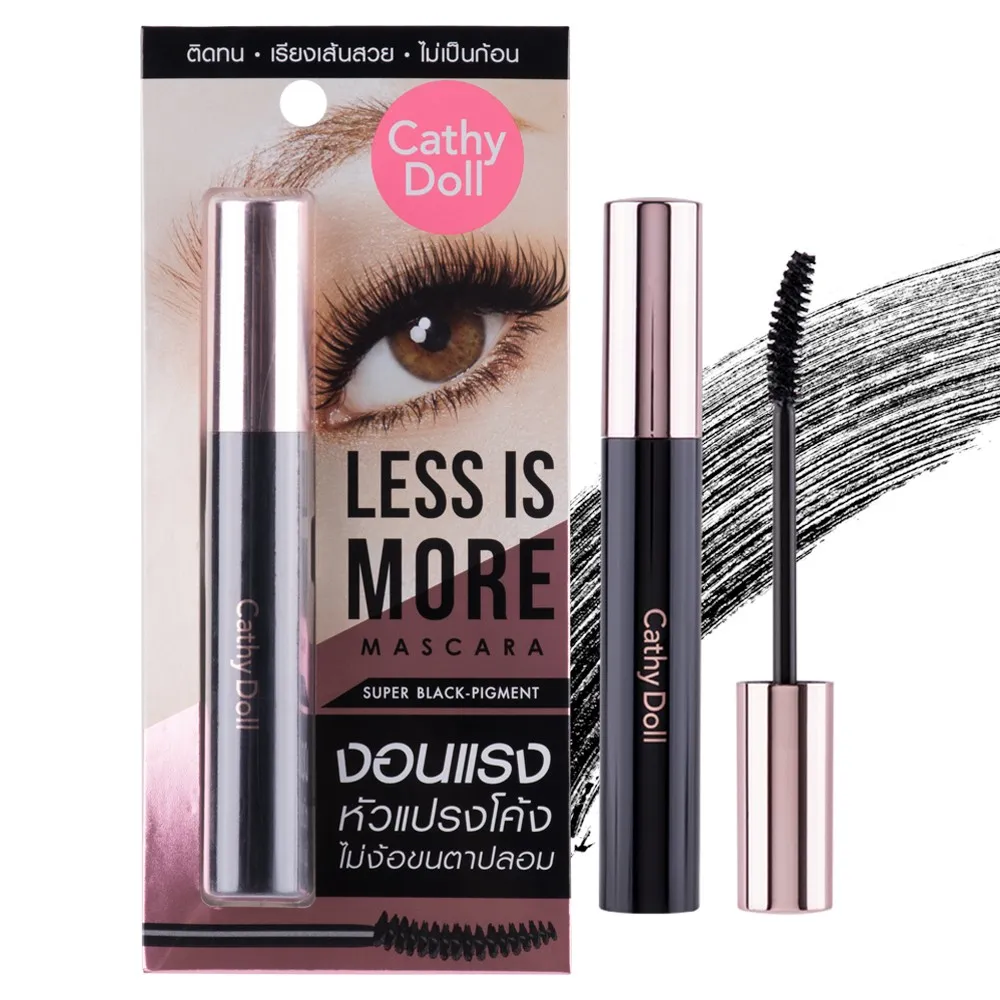 ติดทน • เรียงเส้นสวย • ไม่เป็นก้อน
Cathy
Doll
LESS IS
MORE
MASCARA
SUPER BLACK-PIGMENT
งอนแรง
หัวแปรงโค้ง
ไม่ง้อขนตาปลอม
Cathy Doll
Cathy Doll